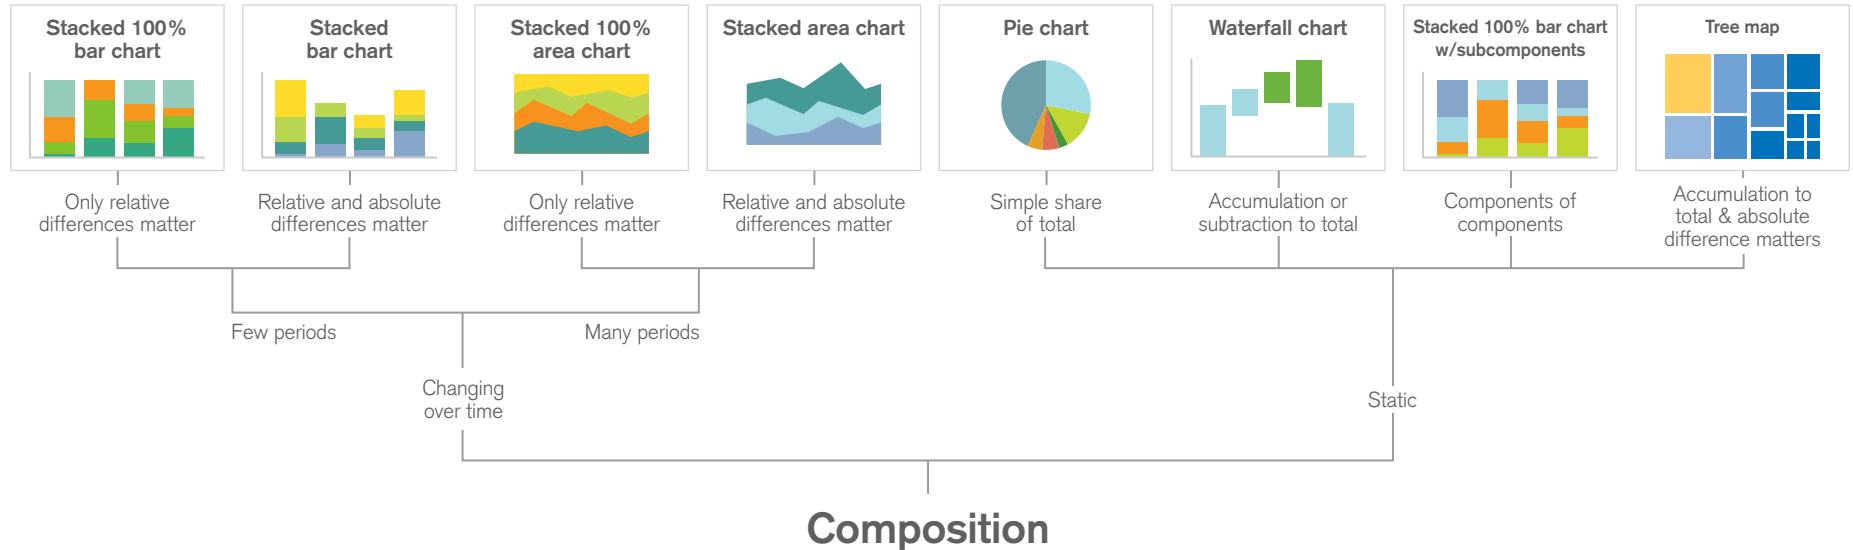 Stacked 100%
bar chart
Stacked
bar chart
Stacked 100%
area chart
Stacked area chart
Pie chart
Waterfall chart
Stacked 100% bar chart
w/subcomponents
Tree map
Only relative
differences matter
Relative and absolute
differences matter
Only relative
differences matter
Relative and absolute
differences matter
Simple share
of total
Accumulation or
subtraction to total
Components of
components
Accumulation to
total & absolute
difference matters
Few periods
Many periods
Changing
over time
Static
Composition